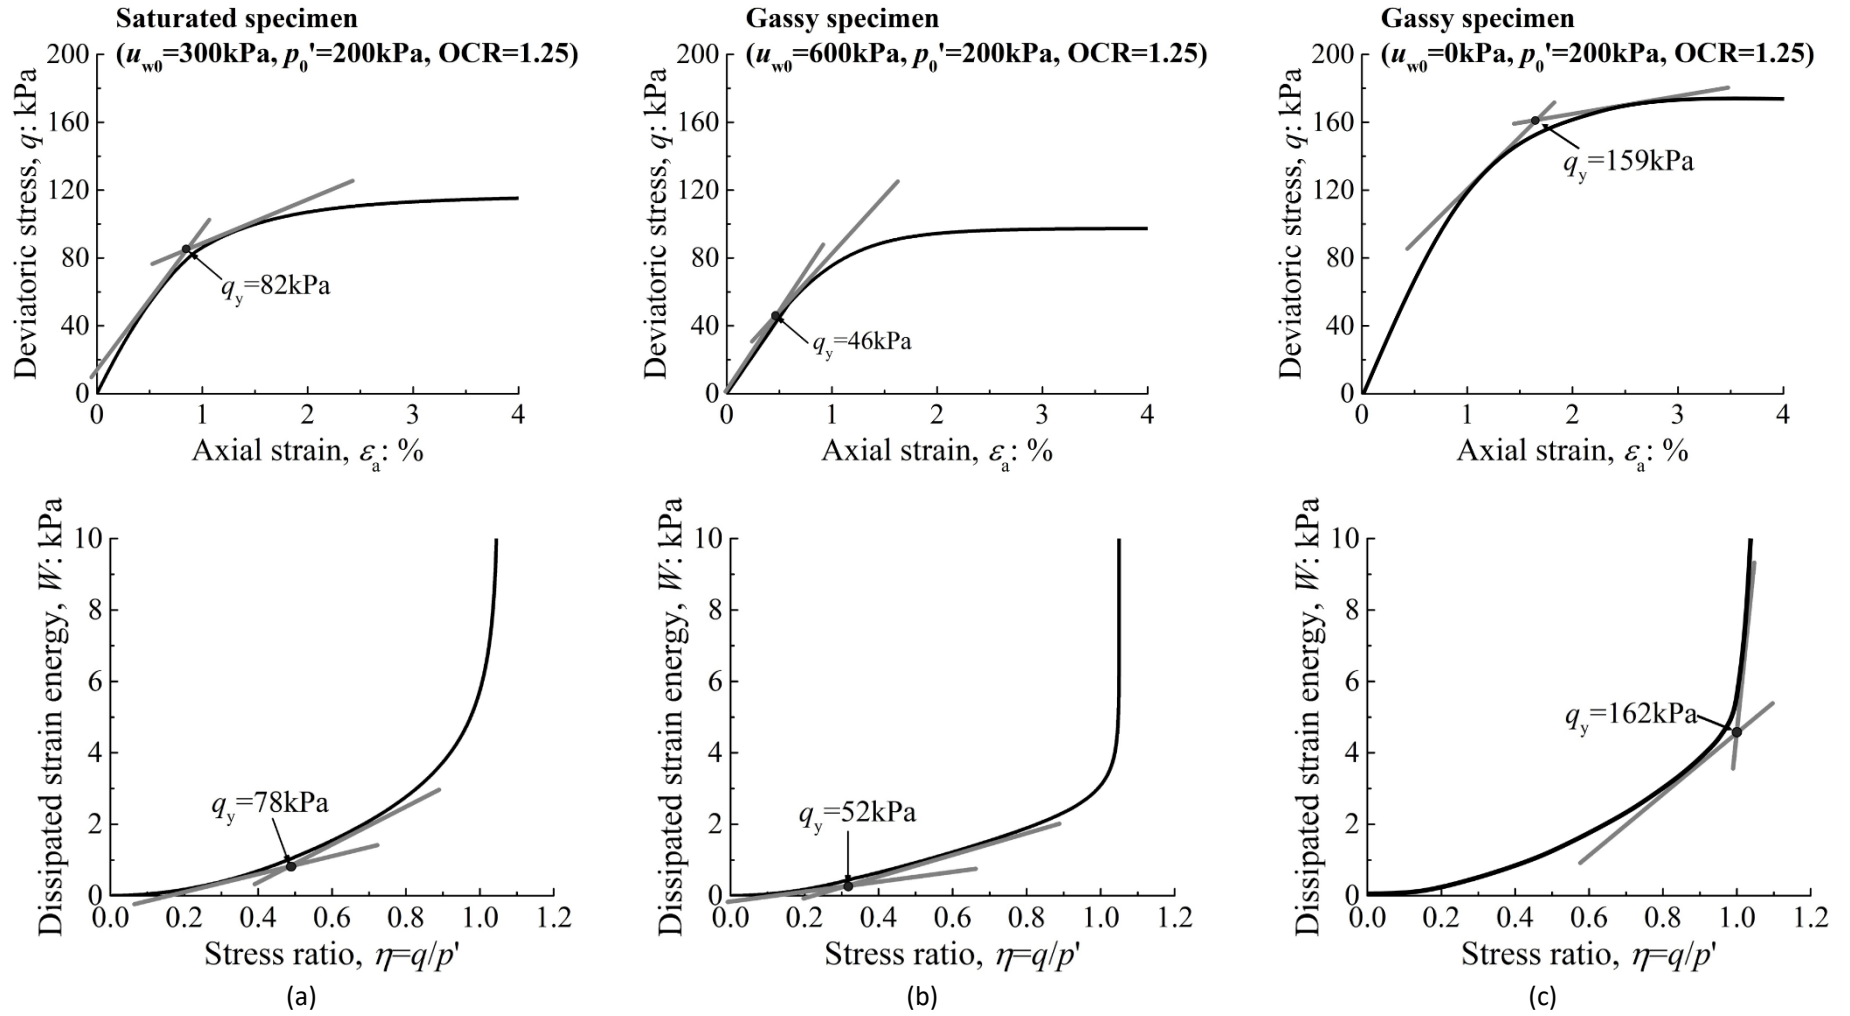 Saturated specimen
(uw0=300kPa, p0'=200kPa, OCR=1.25)
200
160
120
80
40
0
Deviatoric stress, q: kPa
qy=82kPa
0 1 2 3 4
Axial strain, εa: %
Gassy specimen
(uw0=600kPa, p0'=200kPa, OCR=1.25)
200
160
120
80
40
0
Deviatoric stress, q: kPa
qy=46kPa
0 1 2 3 4
Axial strain, εa: %
Gassy specimen
(uw0=0kPa, p0'=200kPa, OCR=1.25)
200
160
120
80
40
0
Deviatoric stress, q: kPa
qy=159kPa
0 1 2 3 4
Axial strain, εa: %
10
8
6
4
2
0
Dissipated strain energy, W: kPa
qy=78kPa
0.0 0.2 0.4 0.6 0.8 1.0 1.2
Stress ratio, η=q/p'
(a)
10
8
6
4
2
0
Dissipated strain energy, W: kPa
qy=52kPa
0.0 0.2 0.4 0.6 0.8 1.0 1.2
Stress ratio, η=q/p'
(b)
10
8
6
4
2
0
Dissipated strain energy, W: kPa
qy=162kPa
0.0 0.2 0.4 0.6 0.8 1.0 1.2
Stress ratio, η=q/p'
(c)